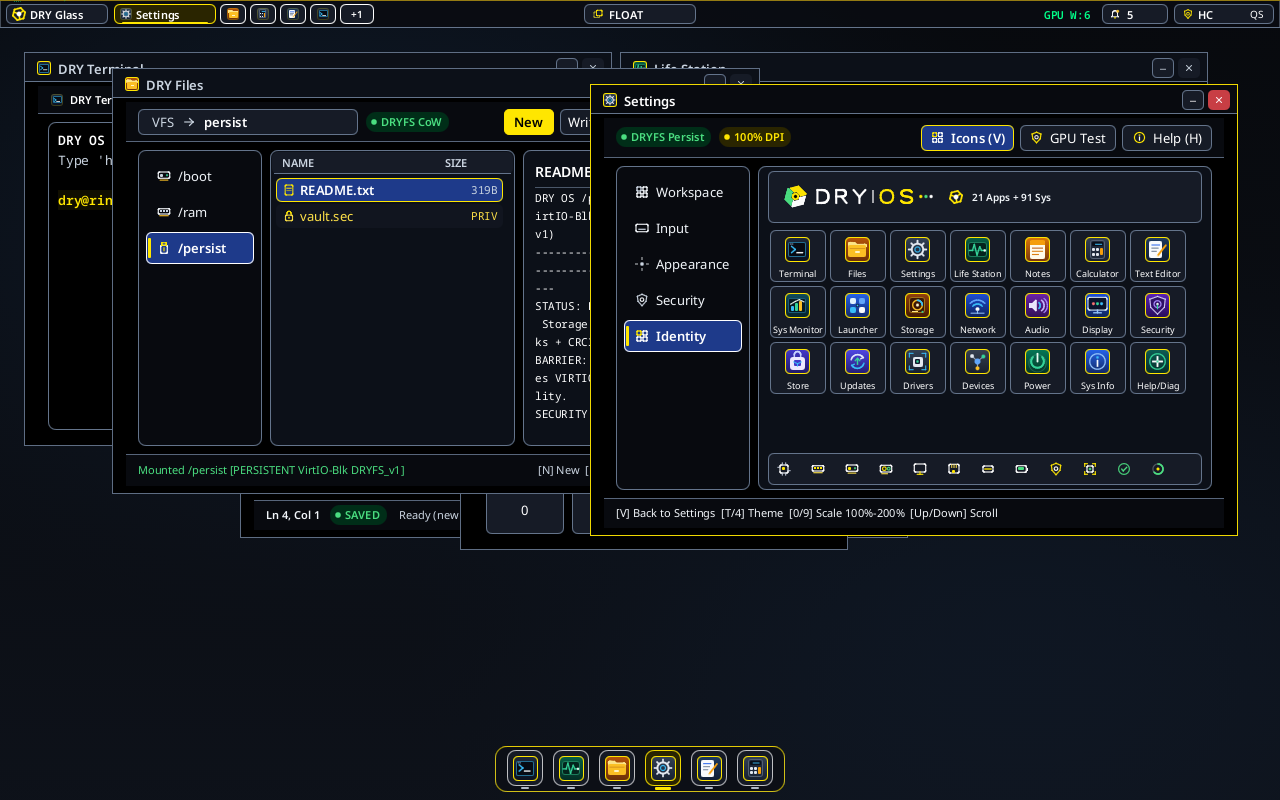 DRY Glass
Settings
+1
FLOAT
GPU W:6
5
HC
QS
DRY Terminal
DRY Ter
DRY OS
Type 'h
dry@rin
DRY Files
VFS → persist
DRYFS CoW
New
Wri
/boot
/ram
/persist
NAME SIZE
README.txt 319B
vault.sec PRIV
README
DRY OS /p
virtIO-Blk
v1)
---------
---------
---
STATUS:
Storage
ks + CRC
BARRIER:
es VIRTIO
lity.
SECURITY
Mounted /persist [PERSISTENT VirtIO-Blk DRYFS_v1]
[N] New [
Ln 4, Col 1
SAVED
Ready (new
0
Life Station
Settings
DRYFS Persist
100% DPI
Icons (V)
GPU Test
Help (H)
Workspace
Input
Appearance
Security
Identity
DRY|OS
21 Apps + 91 Sys
Terminal Files Settings Life Station Notes Calculator Text Editor
Sys Monitor Launcher Storage Network Audio Display Security
Store Updates Drivers Devices Power Sys Info Help/Diag
[V] Back to Settings [T/4] Theme [0/9] Scale 100%-200% [Up/Down] Scroll